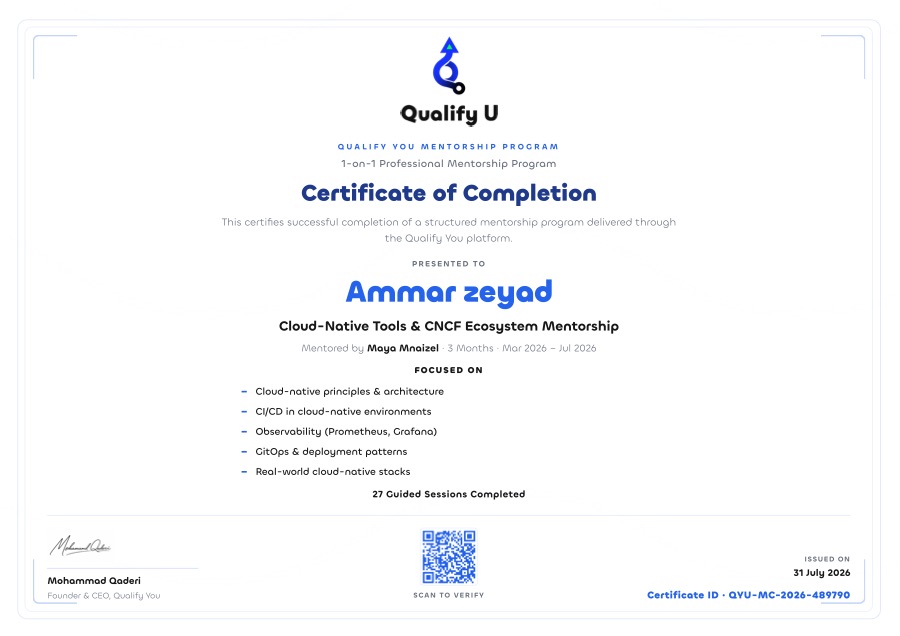 Qualify U
QUALIFY YOU MENTORSHIP PROGRAM
1-on-1 Professional Mentorship Program
Certificate of Completion
This certifies successful completion of a structured mentorship program delivered through
the Qualify You platform.
PRESENTED TO
Ammar zeyad
Cloud-Native Tools & CNCF Ecosystem Mentorship
Mentored by Maya Mnaizel · 3 Months · Mar 2026 – Jul 2026
FOCUSED ON
– Cloud-native principles & architecture
– CI/CD in cloud-native environments
– Observability (Prometheus, Grafana)
– GitOps & deployment patterns
– Real-world cloud-native stacks
27 Guided Sessions Completed
Mohammad Qaderi
Founder & CEO, Qualify You
SCAN TO VERIFY
ISSUED ON
31 July 2026
Certificate ID · QYU-MC-2026-489790